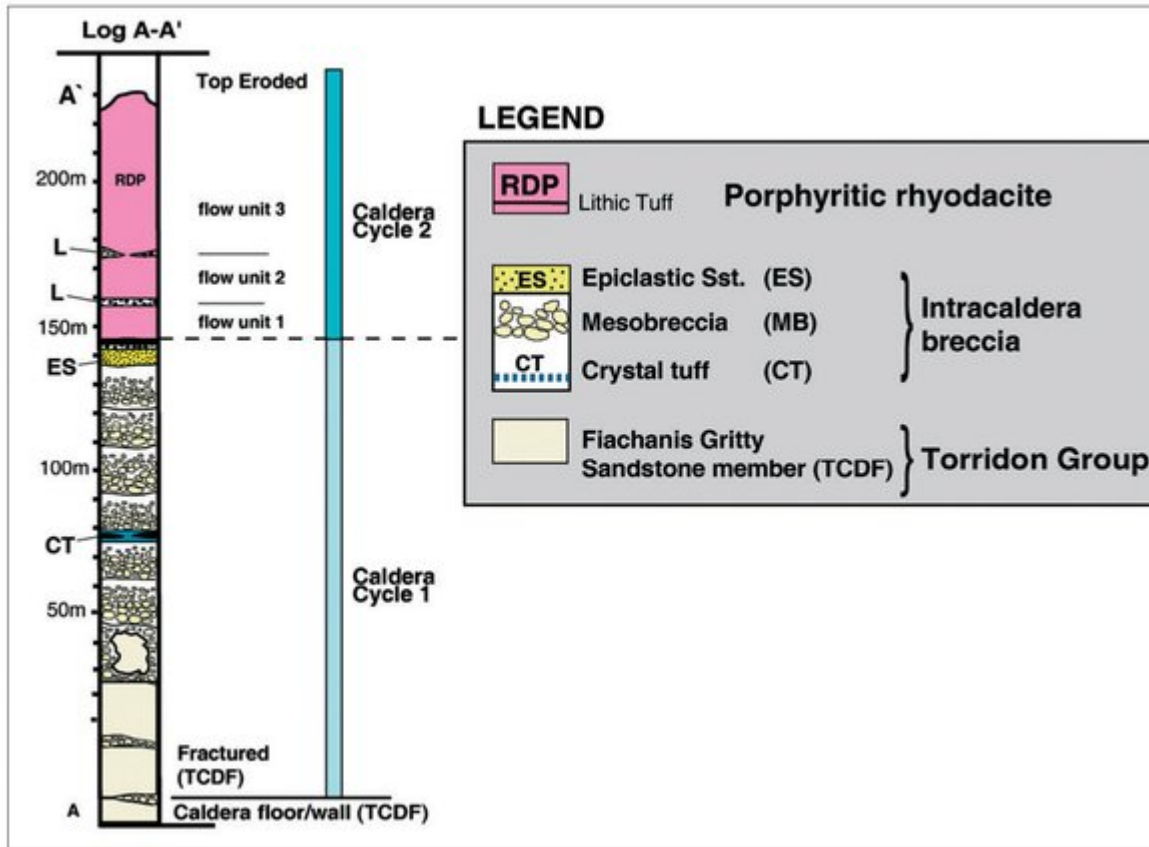 Log A-A'
A`
Top Eroded
RDP
200m
flow unit 3
L
flow unit 2
L
flow unit 1
150m
ES
100m
CT
50m
A
Caldera
Cycle 2
Caldera
Cycle 1
Fractured
(TCDF)
Caldera floor/wall (TCDF)
LEGEND
RDP
Lithic Tuff
Porphyritic rhyodacite
ES
Epiclastic Sst. (ES)
Mesobreccia (MB)
CT
Crystal tuff (CT)
Intracaldera
breccia
Fiachanis Gritty
Sandstone member (TCDF)
Torridon Group